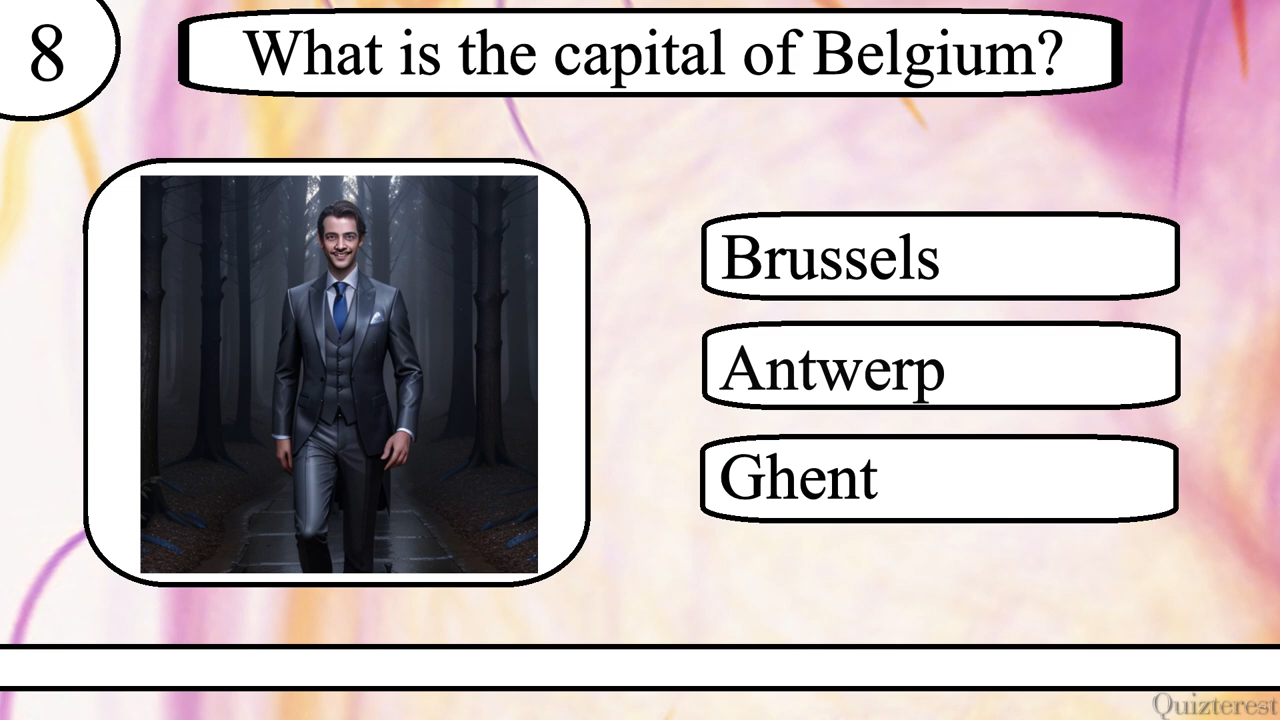 8
What is the capital of Belgium?
Brussels
Antwerp
Ghent
Quizterest